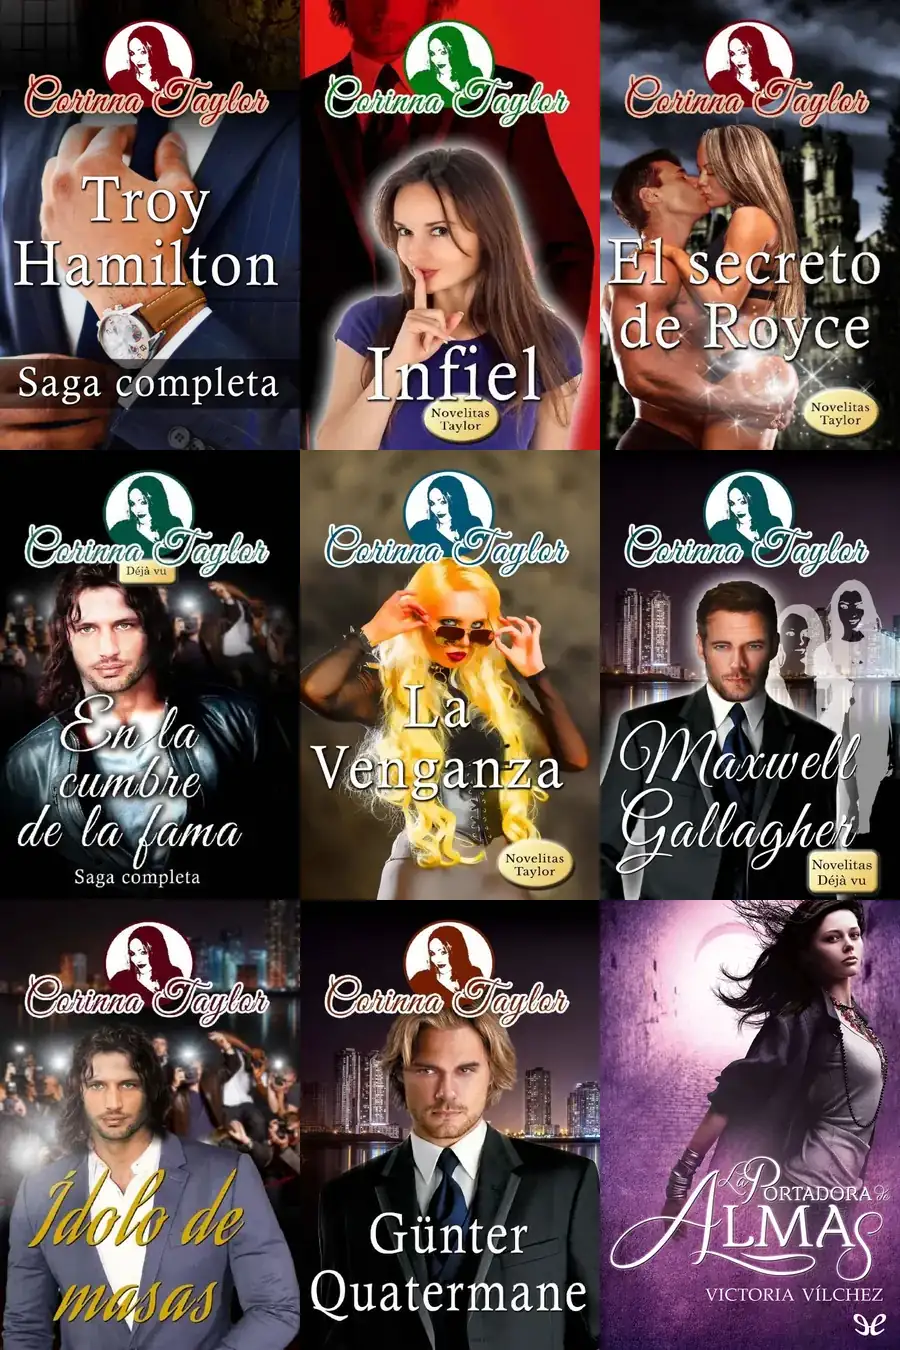 Corinna Taylor
Troy
Hamilton
Saga completa
Corinna Taylor
Infiel
Novelitas
Taylor
Corinna Taylor
El secreto
de Royce
Novelitas
Taylor
Corinna Taylor
Déjà vu
En la
cumbre
de la fama
Saga completa
Corinna Taylor
La
Venganza
Novelitas
Taylor
Corinna Taylor
Maxwell
Gallagher
Novelitas
Déjà vu
Corinna Taylor
Ídolo de
masas
Corinna Taylor
Günter
Quatermane
La Portadora de
Almas
VICTORIA VÍLCHEZ